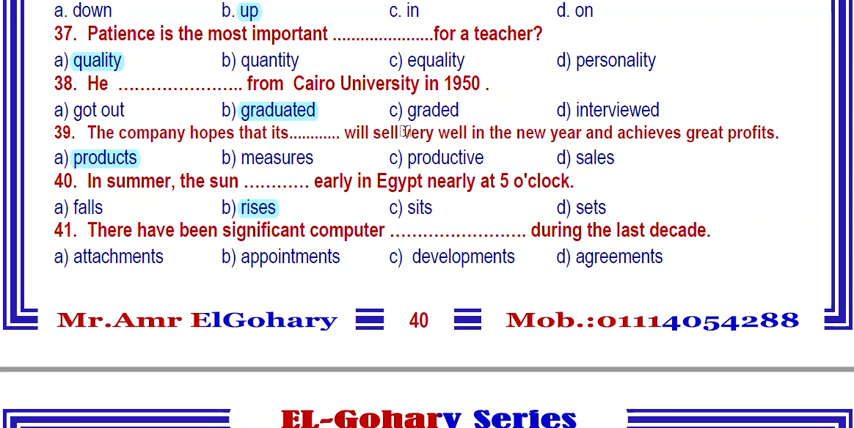 a. down b. up c. in d. on
37. Patience is the most important ......................for a teacher?
a) quality b) quantity c) equality d) personality
38. He ………………….. from Cairo University in 1950 .
a) got out b) graduated c) graded d) interviewed
39. The company hopes that its............ will sell very well in the new year and achieves great profits.
a) products b) measures c) productive d) sales
40. In summer, the sun ………… early in Egypt nearly at 5 o'clock.
a) falls b) rises c) sits d) sets
41. There have been significant computer ……………………. during the last decade.
a) attachments b) appointments c) developments d) agreements
Mr.Amr ElGohary 40 Mob.:01114054288
EL-Gohary Series